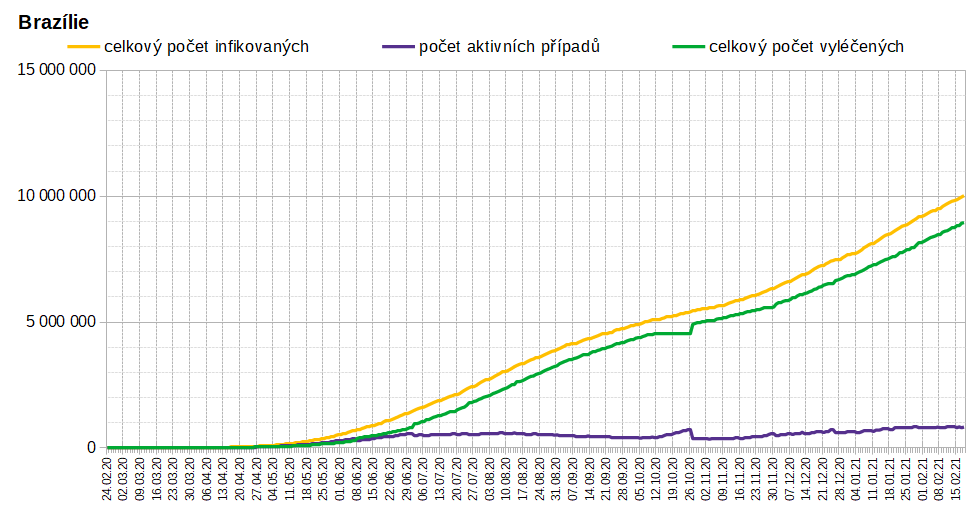 Brazílie
celkový počet infikovaných počet aktivních případů celkový počet vyléčených
15 000 000
10 000 000
5 000 000
0
24.02.20 02.03.20 09.03.20 16.03.20 23.03.20 30.03.20 06.04.20 13.04.20 20.04.20 27.04.20 04.05.20 11.05.20 18.05.20 25.05.20 01.06.20 08.06.20 15.06.20 22.06.20 29.06.20 06.07.20 13.07.20 20.07.20 27.07.20 03.08.20 10.08.20 17.08.20 24.08.20 31.08.20 07.09.20 14.09.20 21.09.20 28.09.20 05.10.20 12.10.20 19.10.20 26.10.20 02.11.20 09.11.20 16.11.20 23.11.20 30.11.20 07.12.20 14.12.20 21.12.20 28.12.20 04.01.21 11.01.21 18.01.21 25.01.21 01.02.21 08.02.21 15.02.21